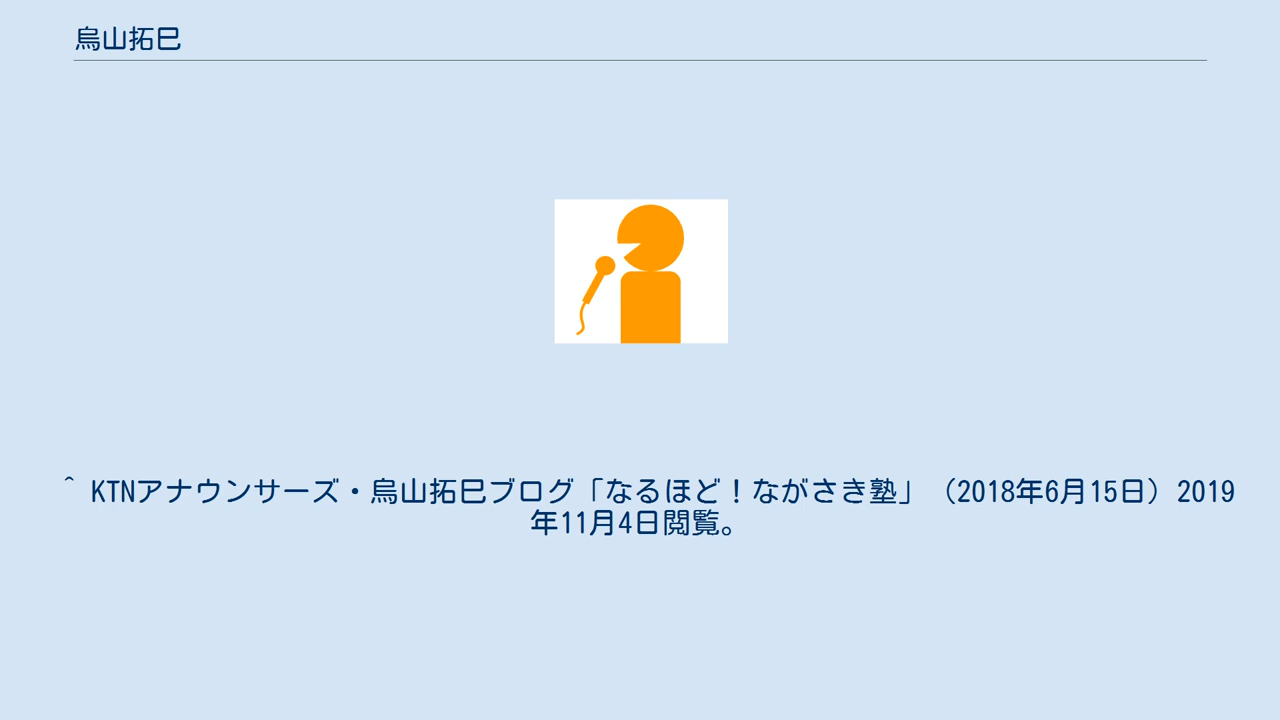 烏山拓巳
^ KTNアナウンサーズ・烏山拓巳ブログ「なるほど！ながさき塾」（2018年6月15日）2019
年11月4日閲覧。